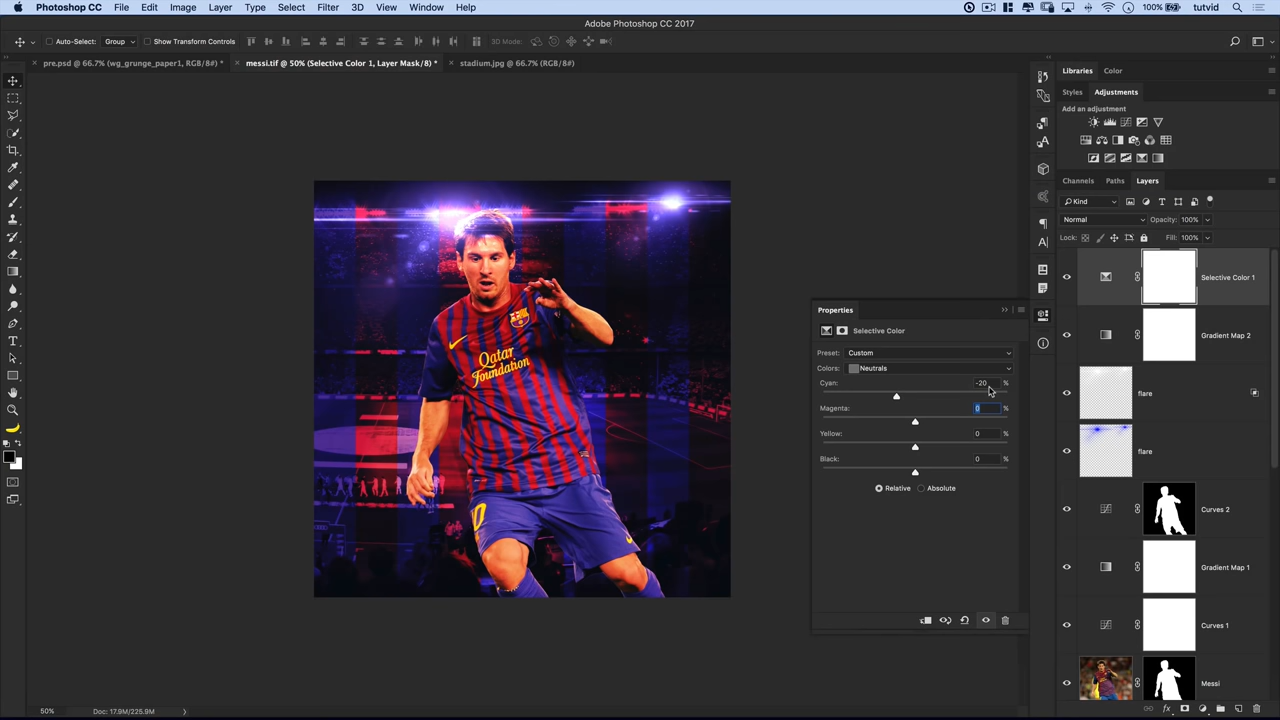 Photoshop CC File Edit Image Layer Type Select Filter 3D View Window Help 100% tutvid
Adobe Photoshop CC 2017
Auto-Select: Group Show Transform Controls 3D Mode:
pre.psd @ 66.7% (wg_grunge_paper1, RGB/8#) * messi.tif @ 50% (Selective Color 1, Layer Mask/8) * stadium.jpg @ 66.7% (RGB/8#)
Libraries Color
Styles Adjustments
Add an adjustment
Channels Paths Layers
Kind
Normal Opacity: 100%
Lock: Fill: 100%
Selective Color 1
Gradient Map 2
flare
flare
Curves 2
Gradient Map 1
Curves 1
Messi
Properties
Selective Color
Preset: Custom
Colors: Neutrals
Cyan: -20 %
Magenta: 0 %
Yellow: 0 %
Black: 0 %
Relative Absolute
Qatar
Foundation
50% Doc: 17.9M/225.9M